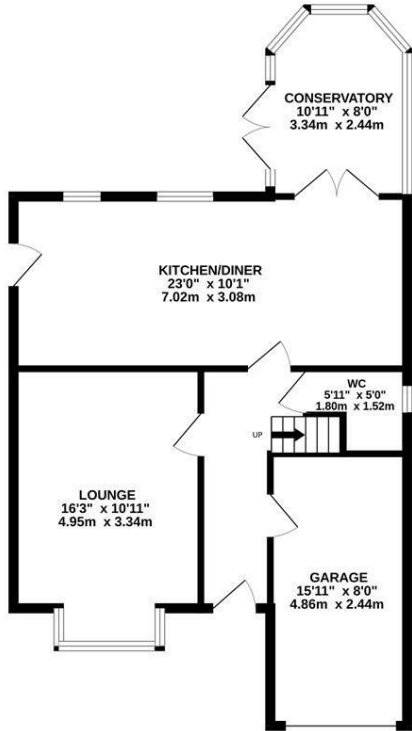 CONSERVATORY
10'11" x 8'0"
3.34m x 2.44m
KITCHEN/DINER
23'0" x 10'1"
7.02m x 3.08m
WC
5'11" x 5'0"
1.80m x 1.52m
UP
LOUNGE
16'3" x 10'11"
4.95m x 3.34m
GARAGE
15'11" x 8'0"
4.86m x 2.44m